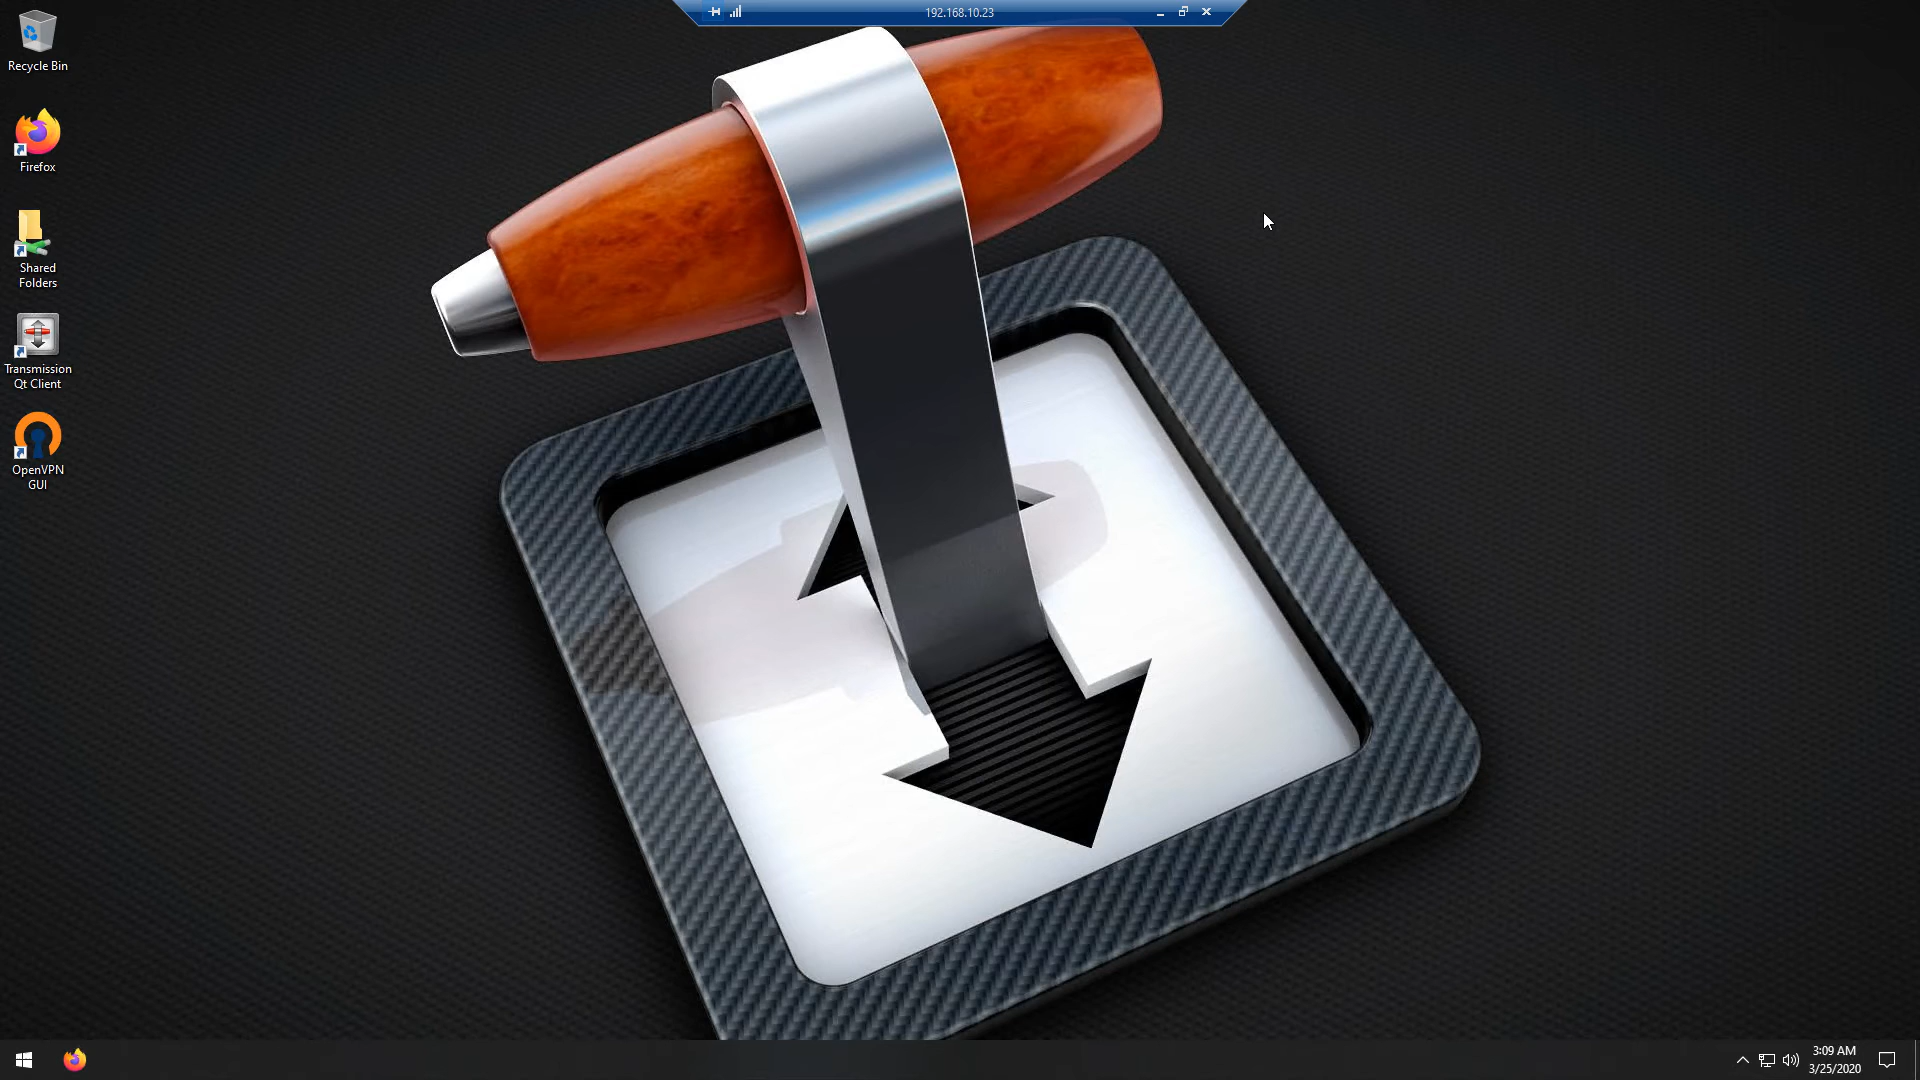 192.168.10.23
Recycle Bin
Firefox
Shared
Folders
Transmission
Qt Client
OpenVPN
GUI
3:09 AM
3/25/2020